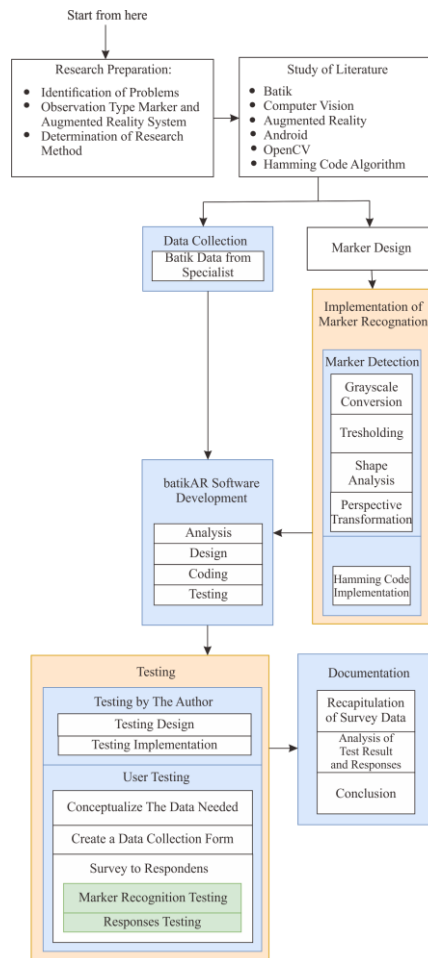 Start from here
Research Preparation:
Identification of Problems
Observation Type Marker and
Augmented Reality System
Determination of Research
Method
Study of Literature
Batik
Computer Vision
Augmented Reality
Android
OpenCV
Hamming Code Algorithm
Data Collection
Batik Data from
Specialist
Marker Design
Implementation of
Marker Recognation
Marker Detection
Grayscale
Conversion
Tresholding
Shape
Analysis
Perspective
Transformation
Hamming Code
Implementation
batikAR Software
Development
Analysis
Design
Coding
Testing
Testing
Testing by The Author
Testing Design
Testing Implementation
User Testing
Conceptualize The Data Needed
Create a Data Collection Form
Survey to Respondens
Marker Recognition Testing
Responses Testing
Documentation
Recapitulation
of Survey Data
Analysis of
Test Result
and Responses
Conclusion